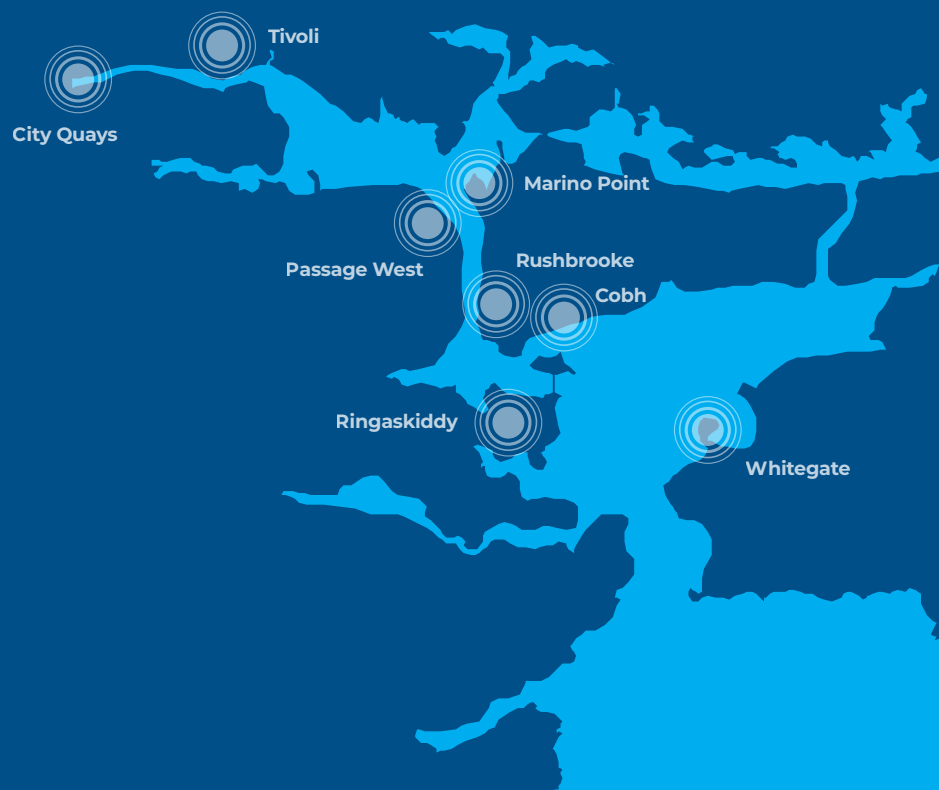 Tivoli
City Quays
Marino Point
Passage West
Rushbrooke
Cobh
Ringaskiddy
Whitegate